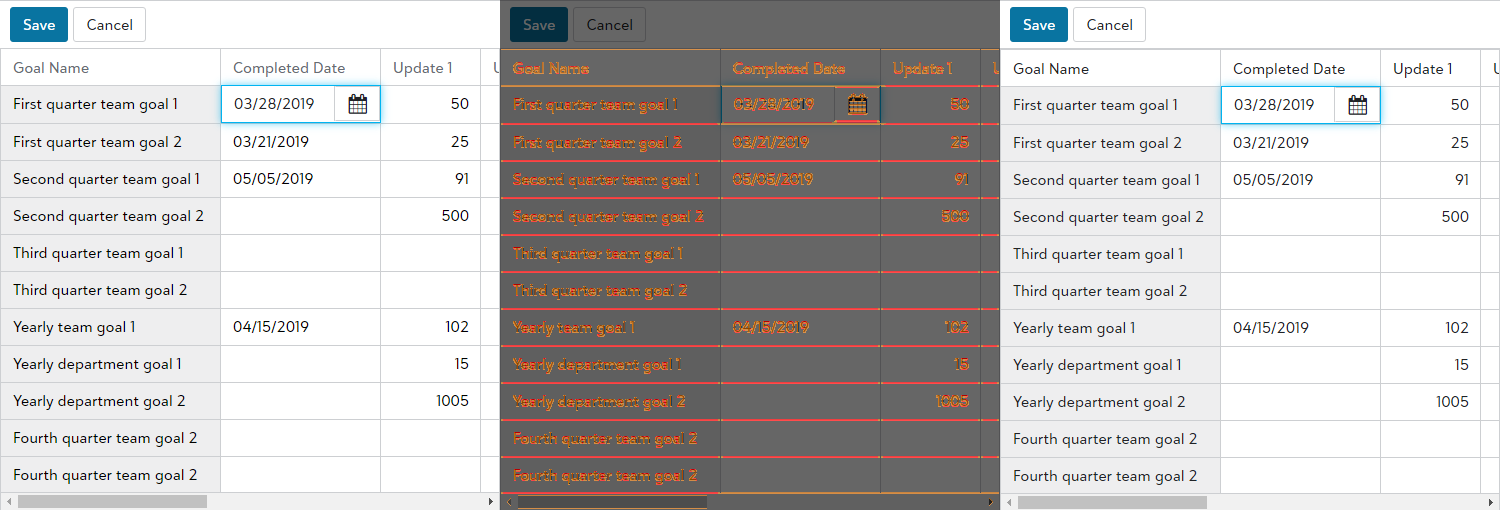 Save Cancel
Goal Name Completed Date Update 1 U
First quarter team goal 1 03/28/2019 50
First quarter team goal 2 03/21/2019 25
Second quarter team goal 1 05/05/2019 91
Second quarter team goal 2 500
Third quarter team goal 1
Third quarter team goal 2
Yearly team goal 1 04/15/2019 102
Yearly department goal 1 15
Yearly department goal 2 1005
Fourth quarter team goal 2
Fourth quarter team goal 2
Save Cancel
Goal Name Completed Date Update 1
First quarter team goal 1 03/28/2019 50
First quarter team goal 2 03/21/2019 25
Second quarter team goal 1 05/05/2019 91
Second quarter team goal 2 500
Third quarter team goal 1
Third quarter team goal 2
Yearly team goal 1 04/15/2019 102
Yearly department goal 1 15
Yearly department goal 2 1005
Fourth quarter team goal 2
Fourth quarter team goal 2
Save Cancel
Goal Name Completed Date Update 1 U
First quarter team goal 1 03/28/2019 50
First quarter team goal 2 03/21/2019 25
Second quarter team goal 1 05/05/2019 91
Second quarter team goal 2 500
Third quarter team goal 1
Third quarter team goal 2
Yearly team goal 1 04/15/2019 102
Yearly department goal 1 15
Yearly department goal 2 1005
Fourth quarter team goal 2
Fourth quarter team goal 2